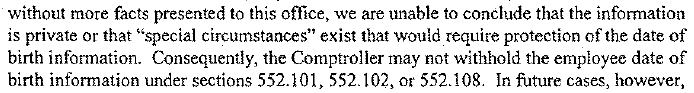 without more facts presented to this office, we are unable to conclude that the information
is private or that “special circumstances” exist that would require protection of the date of
birth information. Consequently, the Comptroller may not withhold the employee date of
birth information under sections 552.101, 552.102, or 552.108. In future cases, however,